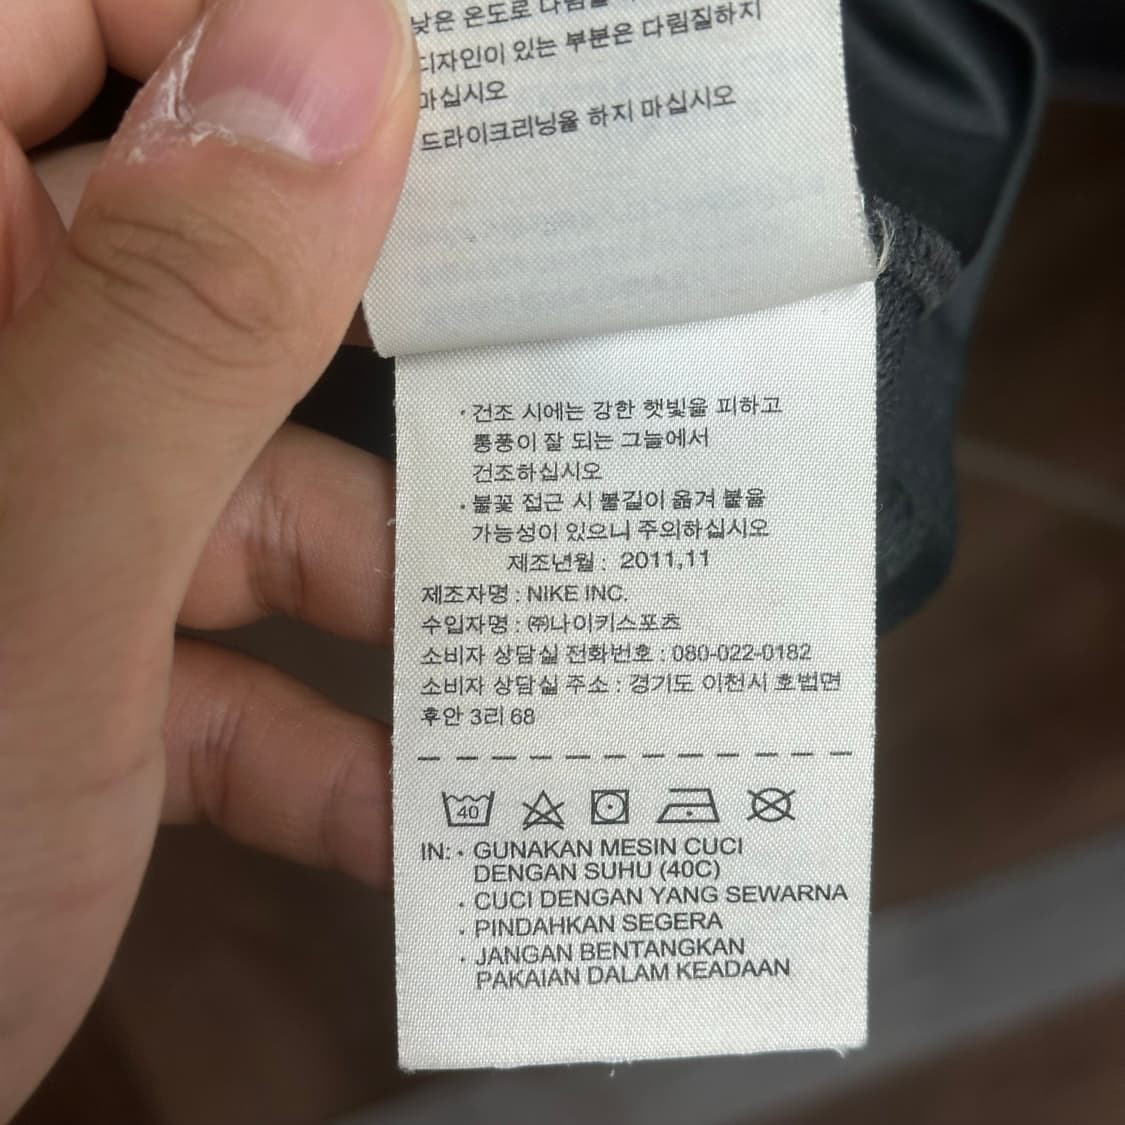 낮은 온도로
디자인이 있는 부분은 다림질하지
마십시오
드라이크리닝을 하지 마십시오
· 건조 시에는 강한 햇빛을 피하고
통풍이 잘 되는 그늘에서
건조하십시오
· 불꽃 접근 시 불길이 옮겨 붙을
가능성이 있으니 주의하십시오
제조년월 : 2011,11
제조자명 : NIKE INC.
수입자명 : ㈜나이키스포츠
소비자 상담실 전화번호 : 080-022-0182
소비자 상담실 주소 : 경기도 이천시 호법면
후안 3리 68
40
IN: · GUNAKAN MESIN CUCI
DENGAN SUHU (40C)
· CUCI DENGAN YANG SEWARNA
· PINDAHKAN SEGERA
· JANGAN BENTANGKAN
PAKAIAN DALAM KEADAAN